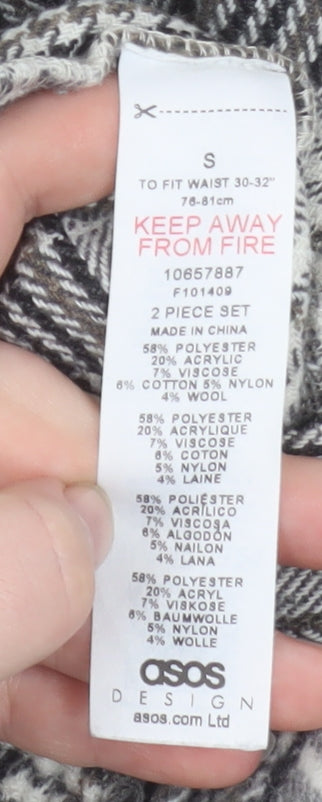 S
TO FIT WAIST 30-32"
76-81cm
KEEP AWAY
FROM FIRE
10657887
F101409
2 PIECE SET
MADE IN CHINA
58% POLYESTER
20% ACRYLIC
7% VISCOSE
6% COTTON 5% NYLON
4% WOOL
58% POLYESTER
20% ACRYLIQUE
7% VISCOSE
6% COTON
5% NYLON
4% LAINE
58% POLIÉSTER
20% ACRÍLICO
7% VISCOSA
6% ALGODÓN
5% NAILON
4% LANA
58% POLYESTER
20% ACRYL
7% VISKOSE
6% BAUMWOLLE
5% NYLON
4% WOLLE
asos
DESIGN
asos.com Ltd